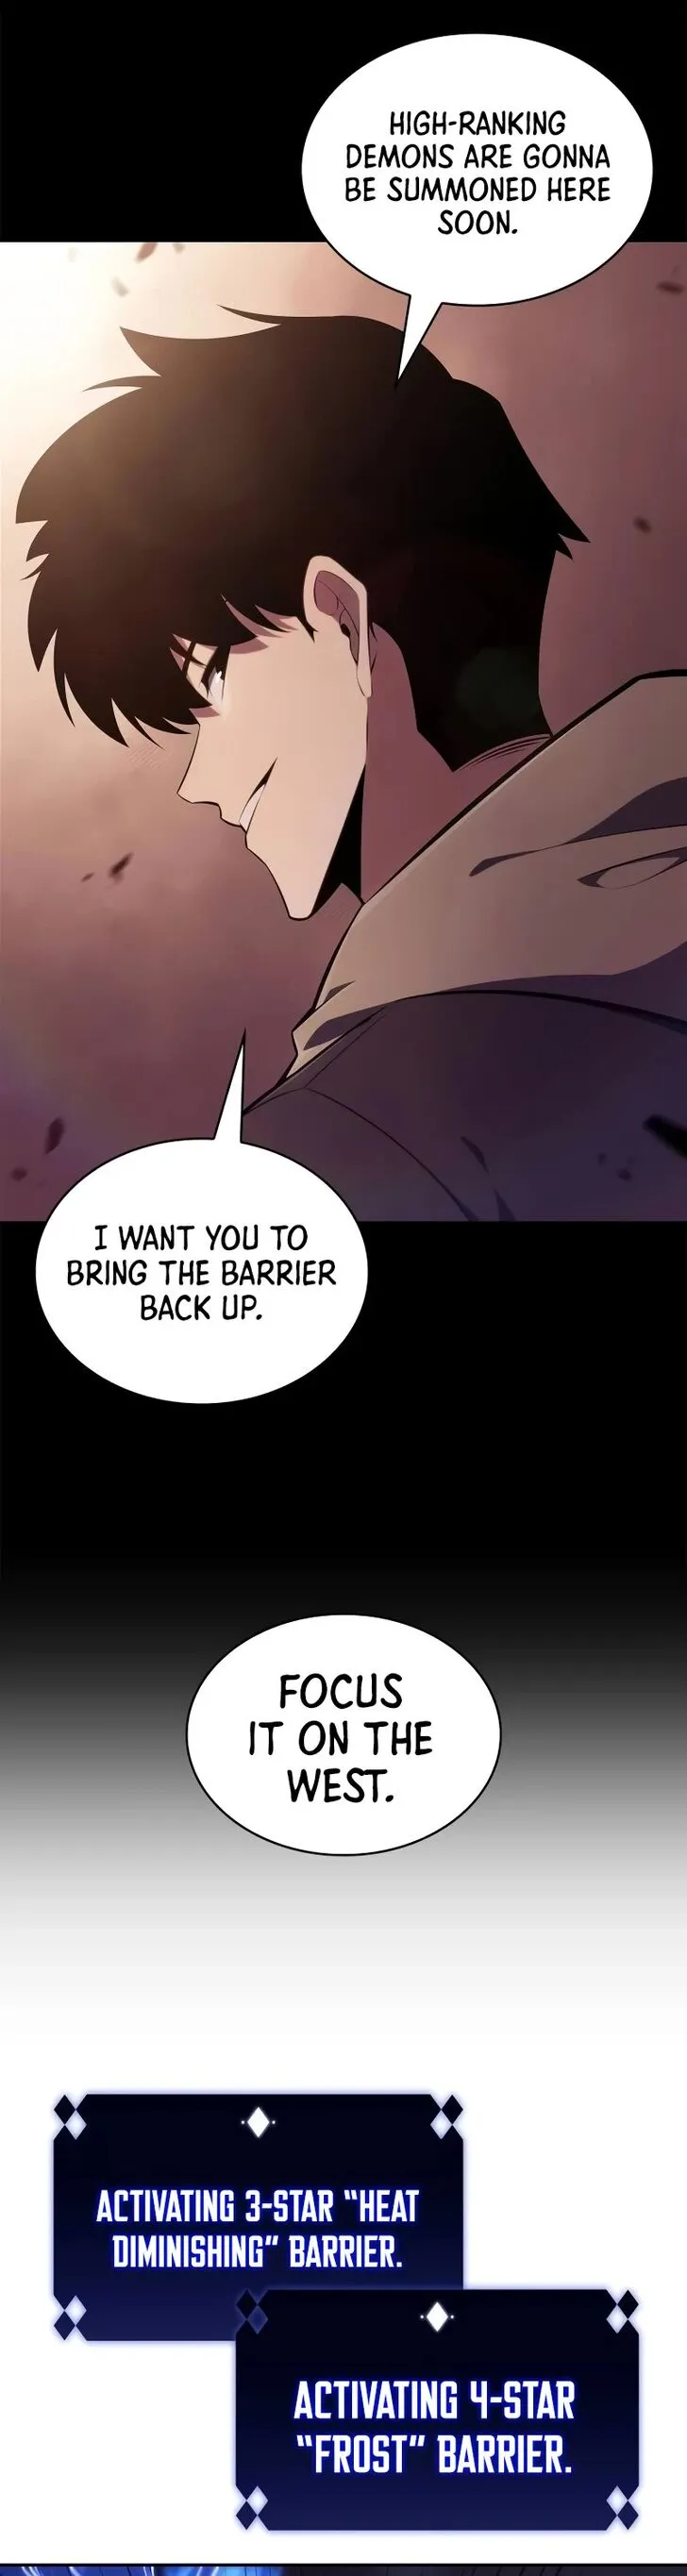 HIGH-RANKING
DEMONS ARE GONNA
BE SUMMONED HERE
SOON.
I WANT YOU TO
BRING THE BARRIER
BACK UP.
FOCUS
IT ON THE
WEST.
ACTIVATING 3-STAR "HEAT
DIMINISHING" BARRIER.
ACTIVATING 4-STAR
"FROST" BARRIER.